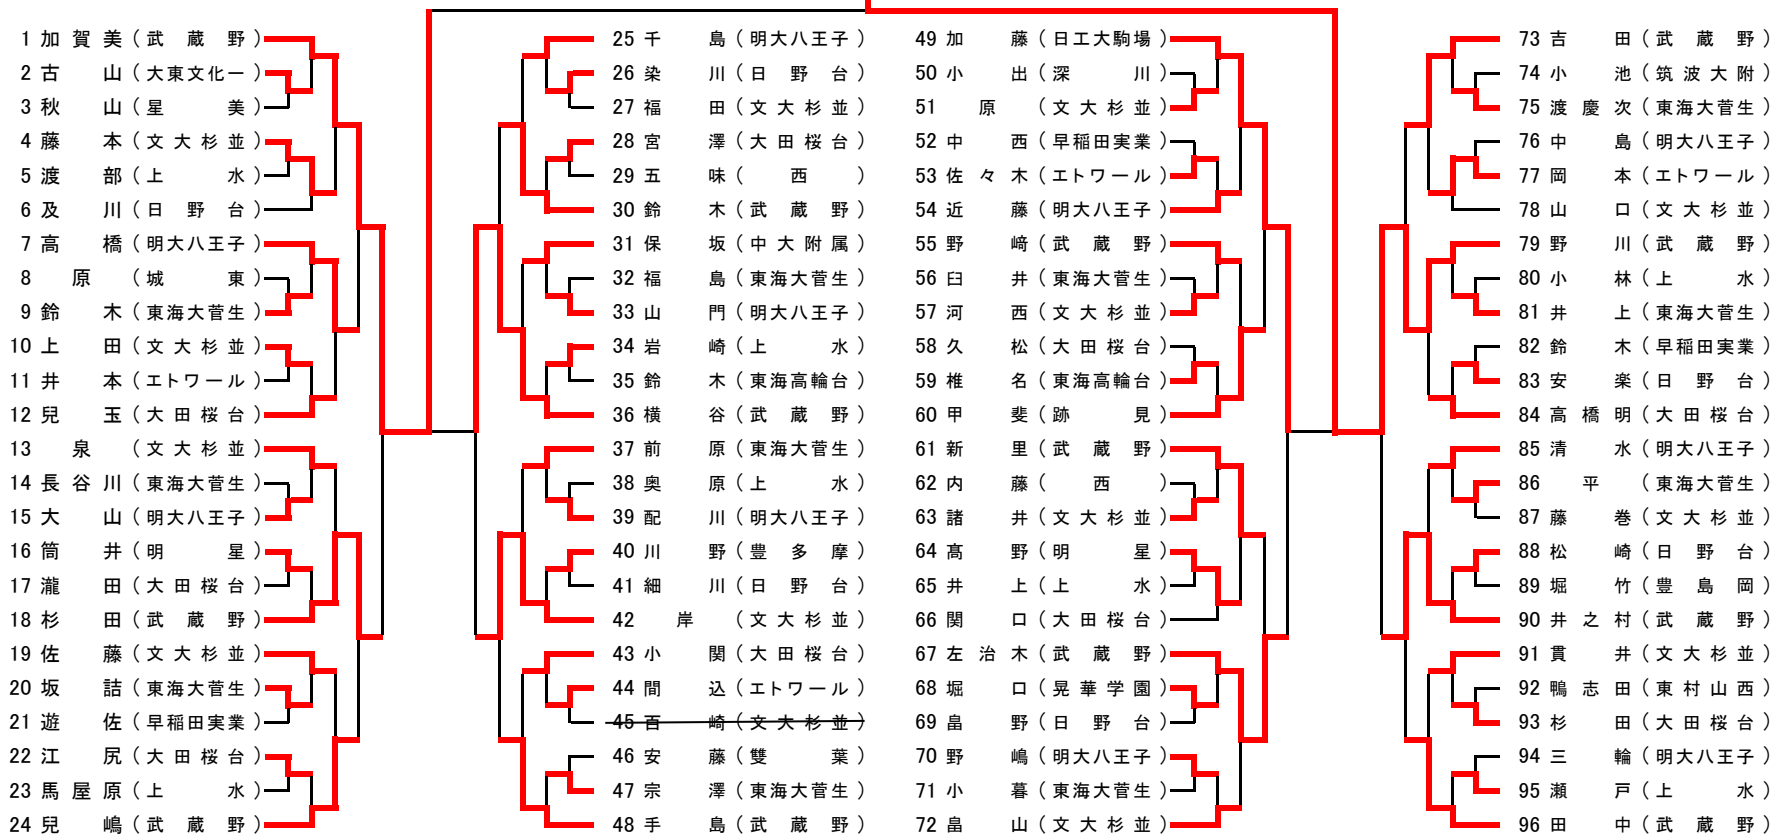 1 加賀美 (武蔵野)
2 古山 (大東文化一)
3 秋山 (星美)
4 藤本 (文大杉並)
5 渡部 (上水)
6 及川 (日野台)
7 高橋 (明大八王子)
8 原 (城東)
9 鈴木 (東海大菅生)
10 上田 (文大杉並)
11 井本 (エトワール)
12 兒玉 (大田桜台)
13 泉 (文大杉並)
14 長谷川 (東海大菅生)
15 大山 (明大八王子)
16 筒井 (明星)
17 瀧田 (大田桜台)
18 杉田 (武蔵野)
19 佐藤 (文大杉並)
20 坂詰 (東海大菅生)
21 遊佐 (早稲田実業)
22 江尻 (大田桜台)
23 馬屋原 (上水)
24 兒嶋 (武蔵野)
25 千島 (明大八王子)
26 染川 (日野台)
27 福田 (文大杉並)
28 宮澤 (大田桜台)
29 五味 (西)
30 鈴木 (武蔵野)
31 保坂 (中大附属)
32 福島 (東海大菅生)
33 山門 (明大八王子)
34 岩崎 (上水)
35 鈴木 (東海高輪台)
36 横谷 (武蔵野)
37 前原 (東海大菅生)
38 奥原 (上水)
39 配川 (明大八王子)
40 川野 (豊多摩)
41 細川 (日野台)
42 岸 (文大杉並)
43 小関 (大田桜台)
44 間込 (エトワール)
45 百崎 (文大杉並)
46 安藤 (雙葉)
47 宗澤 (東海大菅生)
48 手島 (武蔵野)
49 加藤 (日工大駒場)
50 小出 (深川)
51 原 (文大杉並)
52 中西 (早稲田実業)
53 佐々木 (エトワール)
54 近藤 (明大八王子)
55 野﨑 (武蔵野)
56 臼井 (東海大菅生)
57 河西 (文大杉並)
58 久松 (大田桜台)
59 椎名 (東海高輪台)
60 甲斐 (跡見)
61 新里 (武蔵野)
62 内藤 (西)
63 諸井 (文大杉並)
64 髙野 (明星)
65 井上 (上水)
66 関口 (大田桜台)
67 左治木 (武蔵野)
68 堀口 (晃華学園)
69 畠野 (日野台)
70 野嶋 (明大八王子)
71 小暮 (東海大菅生)
72 畠山 (文大杉並)
73 吉田 (武蔵野)
74 小池 (筑波大附)
75 渡慶次 (東海大菅生)
76 中島 (明大八王子)
77 岡本 (エトワール)
78 山口 (文大杉並)
79 野川 (武蔵野)
80 小林 (上水)
81 井上 (東海大菅生)
82 鈴木 (早稲田実業)
83 安楽 (日野台)
84 高橋明 (大田桜台)
85 清水 (明大八王子)
86 平 (東海大菅生)
87 藤巻 (文大杉並)
88 松崎 (日野台)
89 堀竹 (豊島岡)
90 井之村 (武蔵野)
91 貫井 (文大杉並)
92 鴨志田 (東村山西)
93 杉田 (大田桜台)
94 三輪 (明大八王子)
95 瀬戸 (上水)
96 田中 (武蔵野)